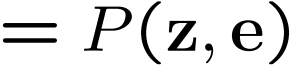 = P(z, e)